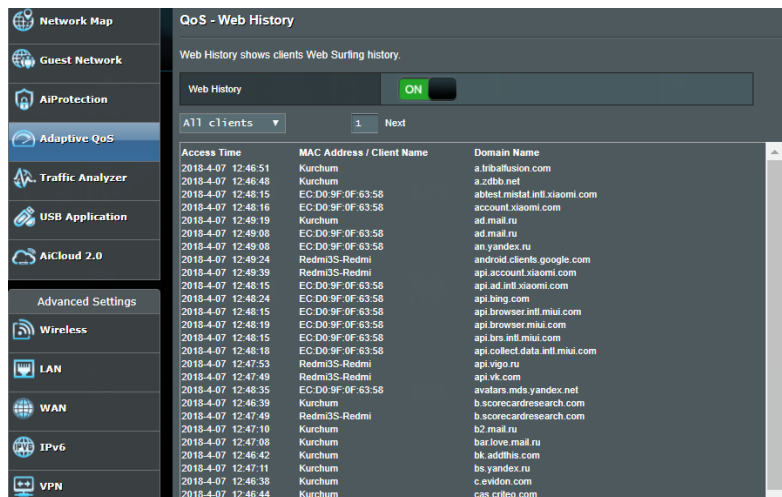 Network Map
Guest Network
AiProtection
Adaptive QoS
Traffic Analyzer
USB Application
AiCloud 2.0
Advanced Settings
Wireless
LAN
WAN
IPv6
VPN
QoS - Web History
Web History shows clients Web Surfing history.
Web History ON
All clients 1 Next
Access Time MAC Address / Client Name Domain Name
2018-4-07 12:46:51 Kurchum a.tribalfusion.com
2018-4-07 12:46:48 Kurchum a.zdbb.net
2018-4-07 12:48:15 EC:D0:9F:0F:63:58 abtest.mistat.intl.xiaomi.com
2018-4-07 12:48:16 EC:D0:9F:0F:63:58 account.xiaomi.com
2018-4-07 12:49:19 Kurchum ad.mail.ru
2018-4-07 12:49:08 EC:D0:9F:0F:63:58 ad.mail.ru
2018-4-07 12:49:08 EC:D0:9F:0F:63:58 an.yandex.ru
2018-4-07 12:49:24 Redmi3S-Redmi android.clients.google.com
2018-4-07 12:49:39 Redmi3S-Redmi api.account.xiaomi.com
2018-4-07 12:48:15 EC:D0:9F:0F:63:58 api.ad.intl.xiaomi.com
2018-4-07 12:48:24 EC:D0:9F:0F:63:58 api.bing.com
2018-4-07 12:48:15 EC:D0:9F:0F:63:58 api.browser.intl.miui.com
2018-4-07 12:48:19 EC:D0:9F:0F:63:58 api.browser.miui.com
2018-4-07 12:48:15 EC:D0:9F:0F:63:58 api.brs.intl.miui.com
2018-4-07 12:48:18 EC:D0:9F:0F:63:58 api.collect.data.intl.miui.com
2018-4-07 12:47:53 Redmi3S-Redmi api.vigo.ru
2018-4-07 12:47:49 Redmi3S-Redmi api.vk.com
2018-4-07 12:48:35 EC:D0:9F:0F:63:58 avatars.mds.yandex.net
2018-4-07 12:46:39 Kurchum b.scorecardresearch.com
2018-4-07 12:47:49 Redmi3S-Redmi b.scorecardresearch.com
2018-4-07 12:47:10 Kurchum b2.mail.ru
2018-4-07 12:47:08 Kurchum bar.love.mail.ru
2018-4-07 12:46:42 Kurchum bk.addthis.com
2018-4-07 12:47:11 Kurchum bs.yandex.ru
2018-4-07 12:46:38 Kurchum c.evidon.com
2018-4-07 12:46:44 Kurchum cas.criteo.com